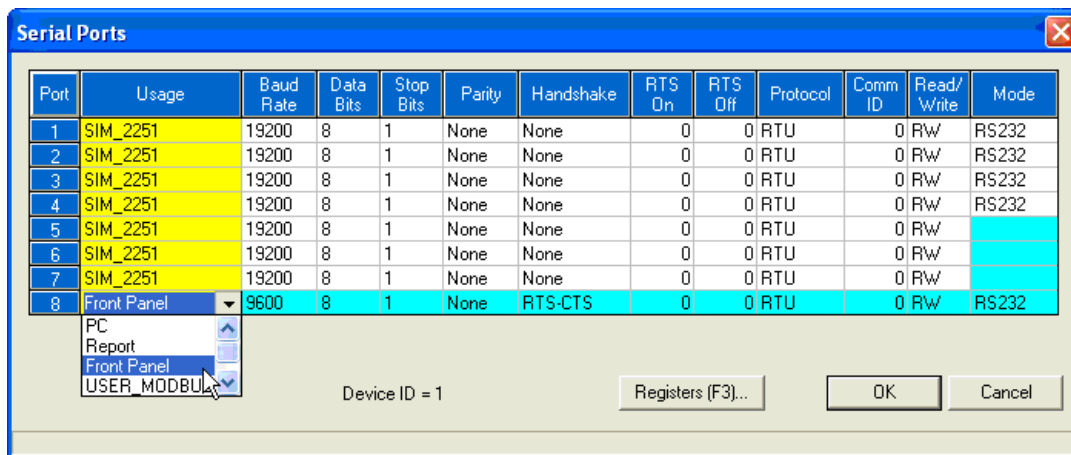 Serial Ports
Port Usage Baud Rate Data Bits Stop Bits Parity Handshake RTS On RTS Off Protocol Comm ID Read/ Write Mode
1 SIM_2251 19200 8 1 None None 0 0 RTU 0 RW RS232
2 SIM_2251 19200 8 1 None None 0 0 RTU 0 RW RS232
3 SIM_2251 19200 8 1 None None 0 0 RTU 0 RW RS232
4 SIM_2251 19200 8 1 None None 0 0 RTU 0 RW RS232
5 SIM_2251 19200 8 1 None None 0 0 RTU 0 RW
6 SIM_2251 19200 8 1 None None 0 0 RTU 0 RW
7 SIM_2251 19200 8 1 None None 0 0 RTU 0 RW
8 Front Panel 9600 8 1 None RTS-CTS 0 0 RTU 0 RW RS232
PC
Report
Front Panel
USER_MODBU
Device ID = 1 Registers (F3)... OK Cancel